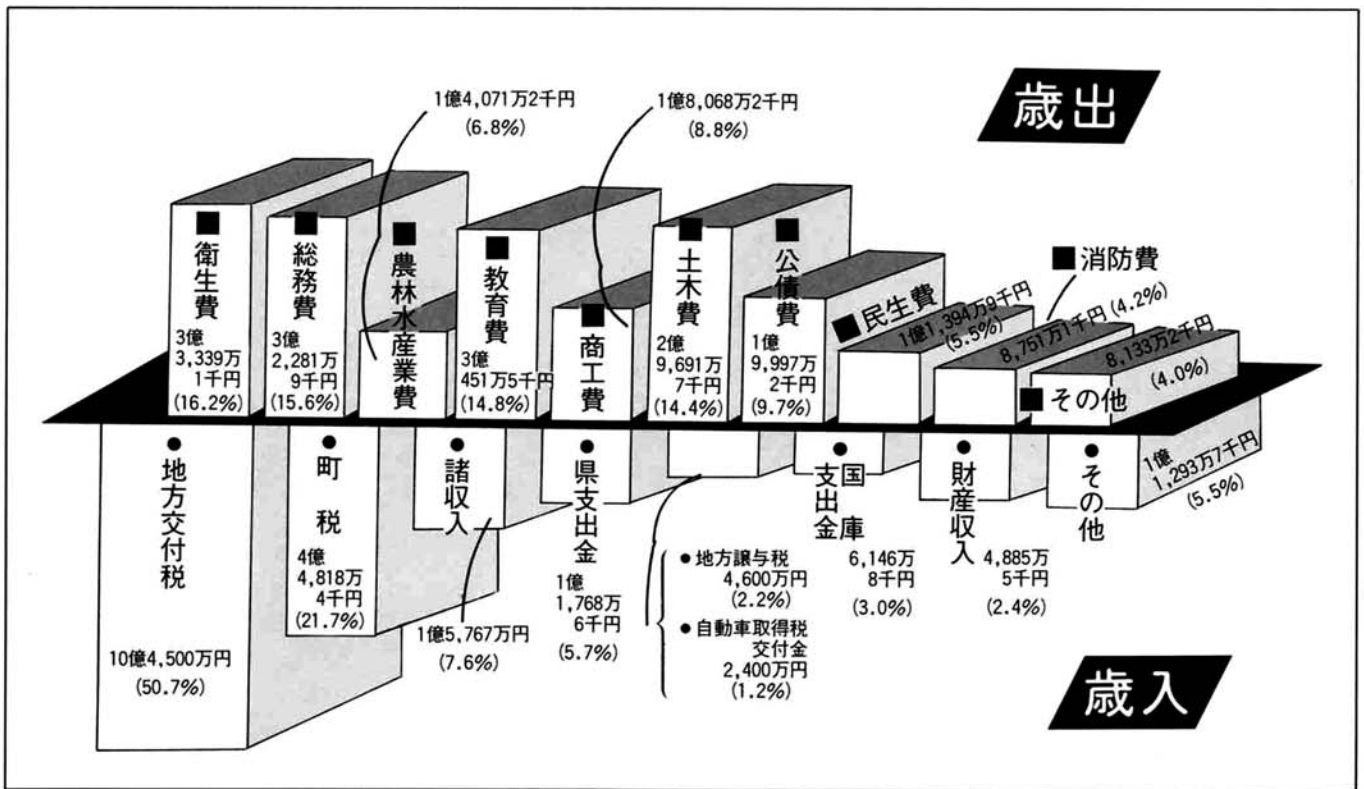 歳出
1億4,071万2千円
(6.8%)
1億8,068万2千円
(8.8%)
■衛生費
3億
3,339万
1千円
(16.2%)
■総務費
3億
2,281万
9千円
(15.6%)
■農林水産業費
■教育費
3億
451万5千円
(14.8%)
■商工費
■土木費
2億
9,691万
7千円
(14.4%)
■公債費
1億
9,997万
2千円
(9.7%)
■民生費
1億1,394万9千円
(5.5%)
■消防費
8,751万1千円(4.2%)
■その他
8,133万2千円
(4.0%)
●地方交付税
10億4,500万円
(50.7%)
●町税
4億
4,818万
4千円
(21.7%)
●諸収入
1億5,767万円
(7.6%)
●県支出金
1億
1,768万
6千円
(5.7%)
●地方譲与税
4,600万円
(2.2%)
●自動車取得税
交付金
2,400万円
(1.2%)
●国庫
支出金
6,146万
8千円
(3.0%)
●財産収入
4,885万
5千円
(2.4%)
●その他
1億
1,293万7千円
(5.5%)
歳入